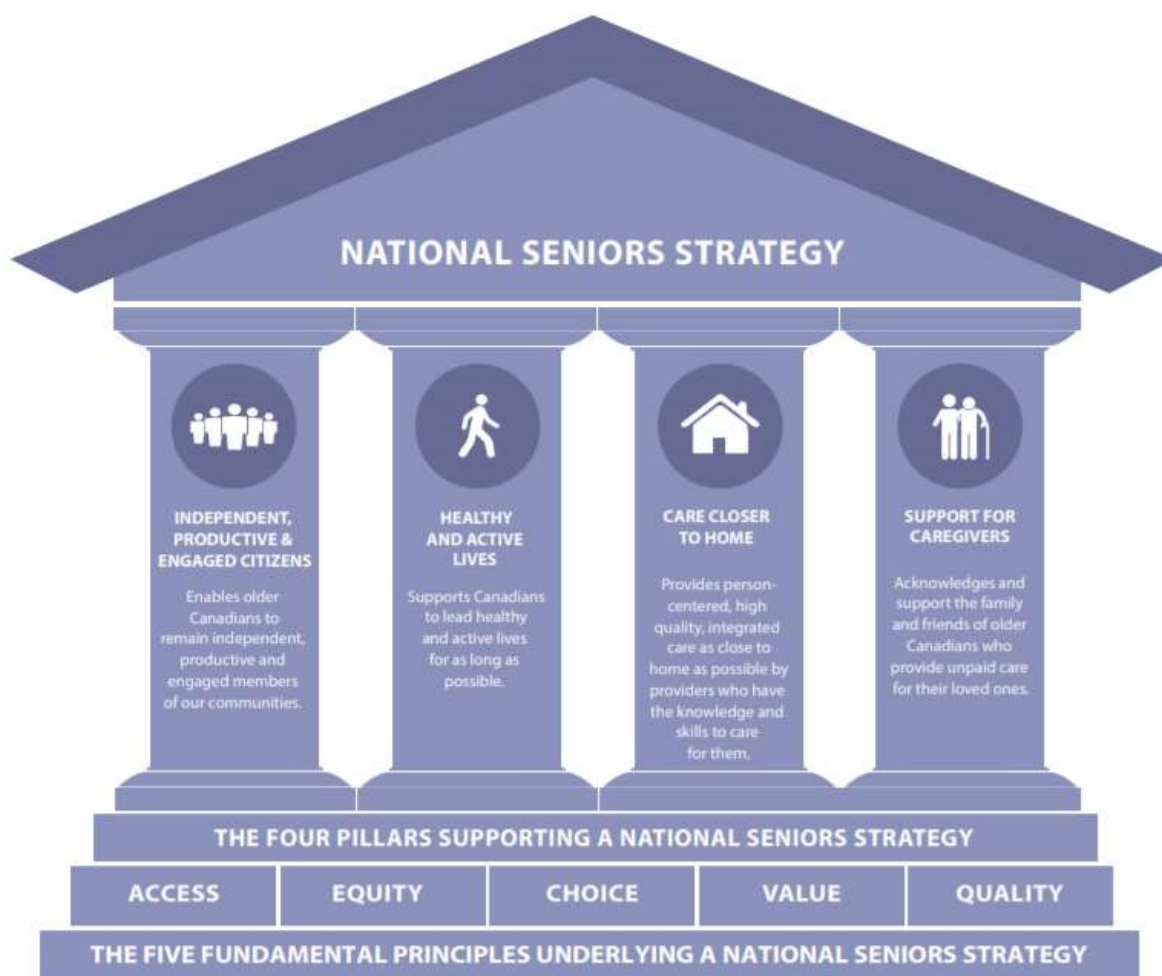 NATIONAL SENIORS STRATEGY
INDEPENDENT,
PRODUCTIVE &
ENGAGED CITIZENS
Enables older
Canadians to
remain independent,
productive and
engaged members
of our communities.
HEALTHY
AND ACTIVE
LIVES
Supports Canadians
to lead healthy
and active lives
for as long as
possible.
CARE CLOSER
TO HOME
Provides person-
centered, high
quality, integrated
care as close to
home as possible by
providers who have
the knowledge and
skills to care
for them.
SUPPORT FOR
CAREGIVERS
Acknowledges and
support the family
and friends of older
Canadians who
provide unpaid care
for their loved ones.
THE FOUR PILLARS SUPPORTING A NATIONAL SENIORS STRATEGY
ACCESS EQUITY CHOICE VALUE QUALITY
THE FIVE FUNDAMENTAL PRINCIPLES UNDERLYING A NATIONAL SENIORS STRATEGY